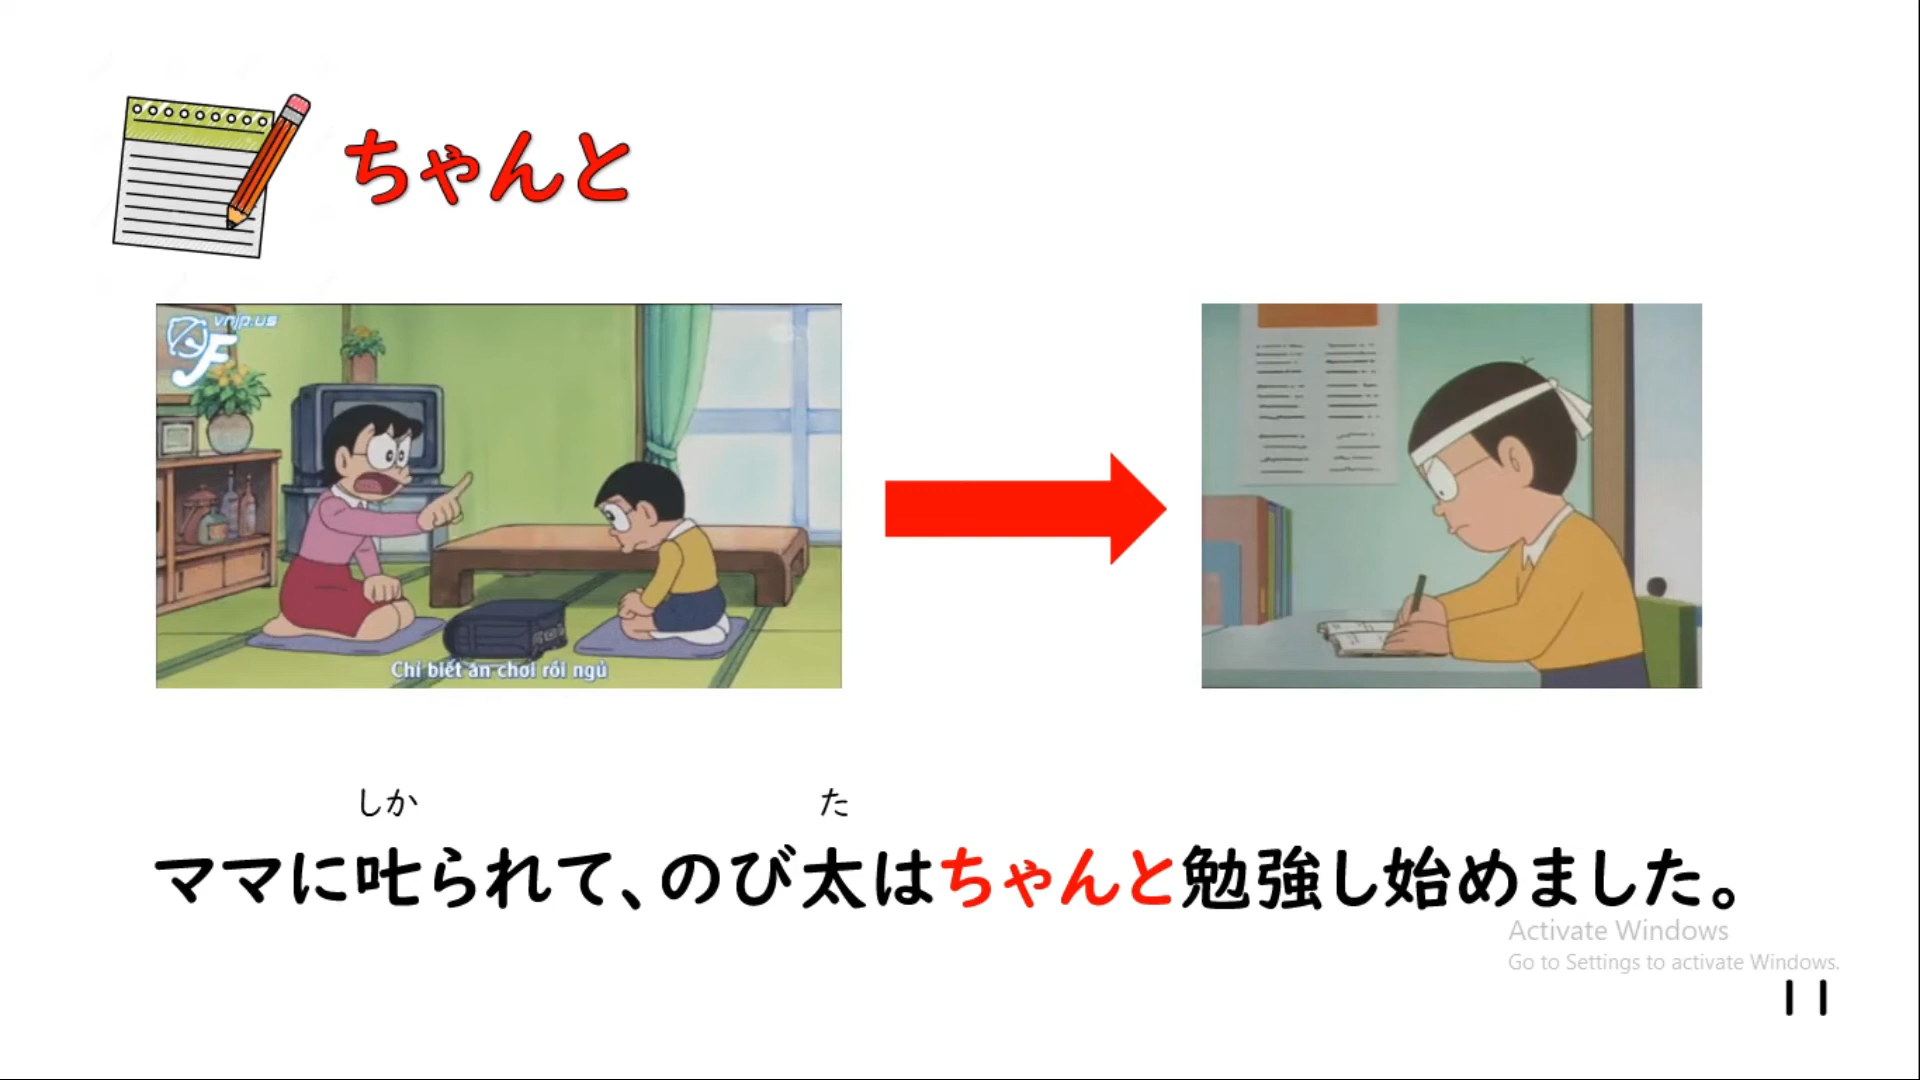 ちゃんと
vnjp.us
F
Chỉ biết ăn chơi rồi ngủ
しか
た
ママに叱られて、のび太はちゃんと勉強し始めました。
Activate Windows
Go to Settings to activate Windows.
11